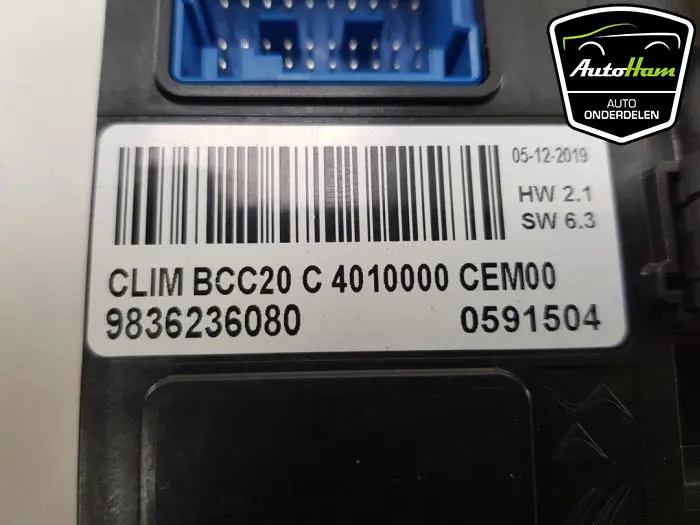 AutoHam
AUTO
ONDERDELEN
05-12-2019
HW 2.1
SW 6.3
CLIM BCC20 C 4010000 CEM00
9836236080 0591504